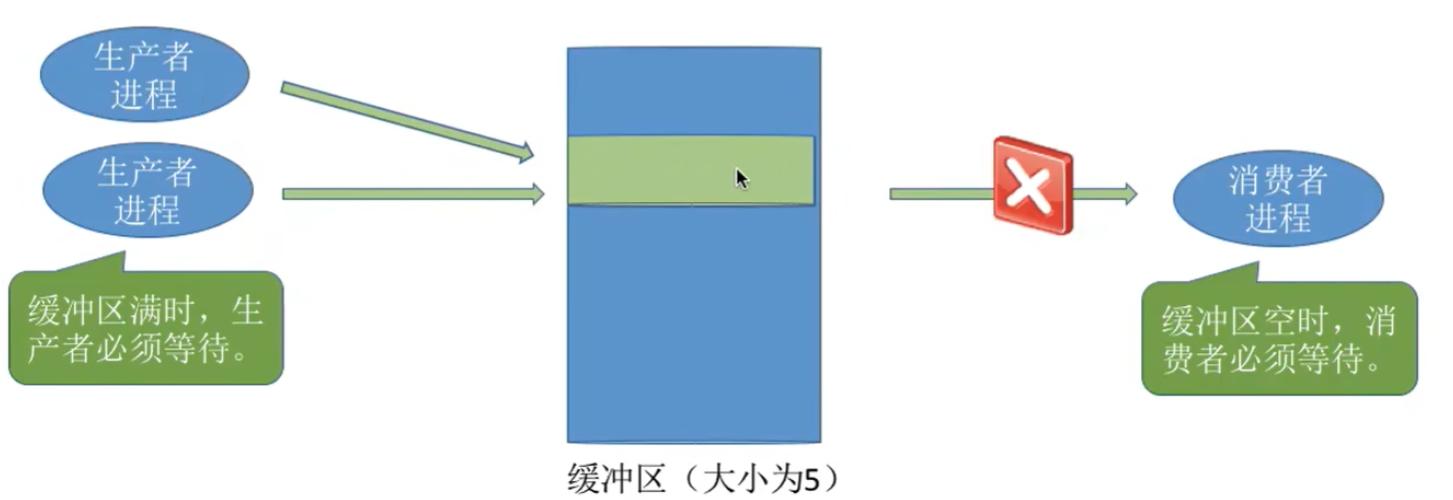 生产者
进程
生产者
进程
缓冲区满时，生
产者必须等待。
消费者
进程
缓冲区空时，消
费者必须等待。
缓冲区（大小为5）